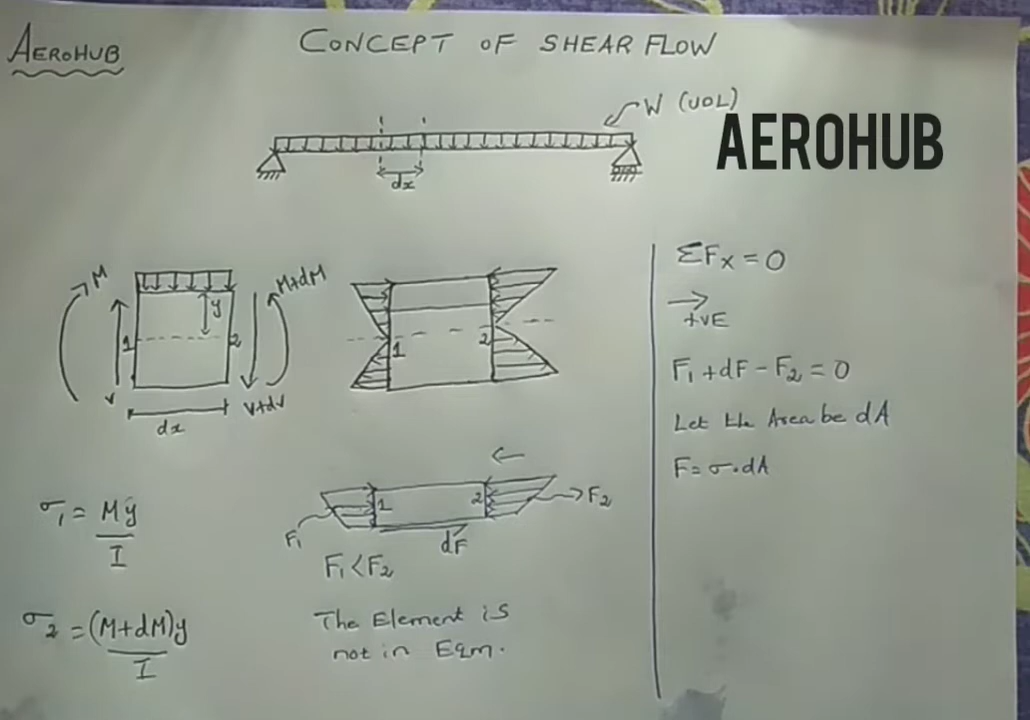 AEROHUB
CONCEPT OF SHEAR FLOW
W (UDL)
AEROHUB
dx
M
M+dM
y
1
2
V
V+dV
dx
1
2
ΣFx = 0
→
+VE
F₁ + dF - F₂ = 0
Let the Area be dA
F = σ.dA
σ₁ = My
I
σ₂ = (M+dM)y
I
←
1
2
F₁
F₂
dF
F₁ < F₂
The Element is
not in Eqm.